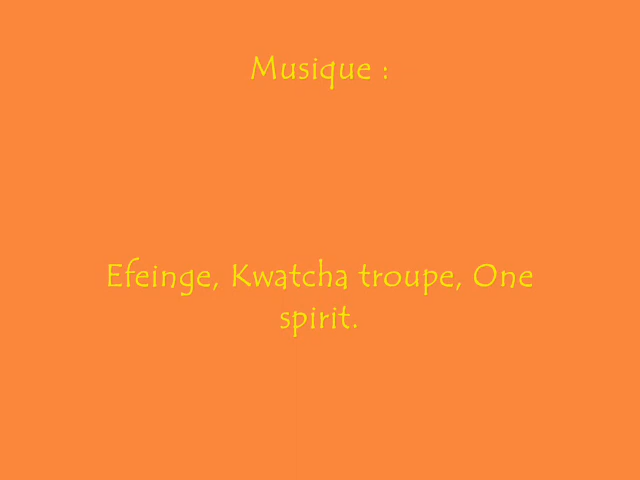 Musique :
Efeinge, Kwatcha troupe, One
spirit.